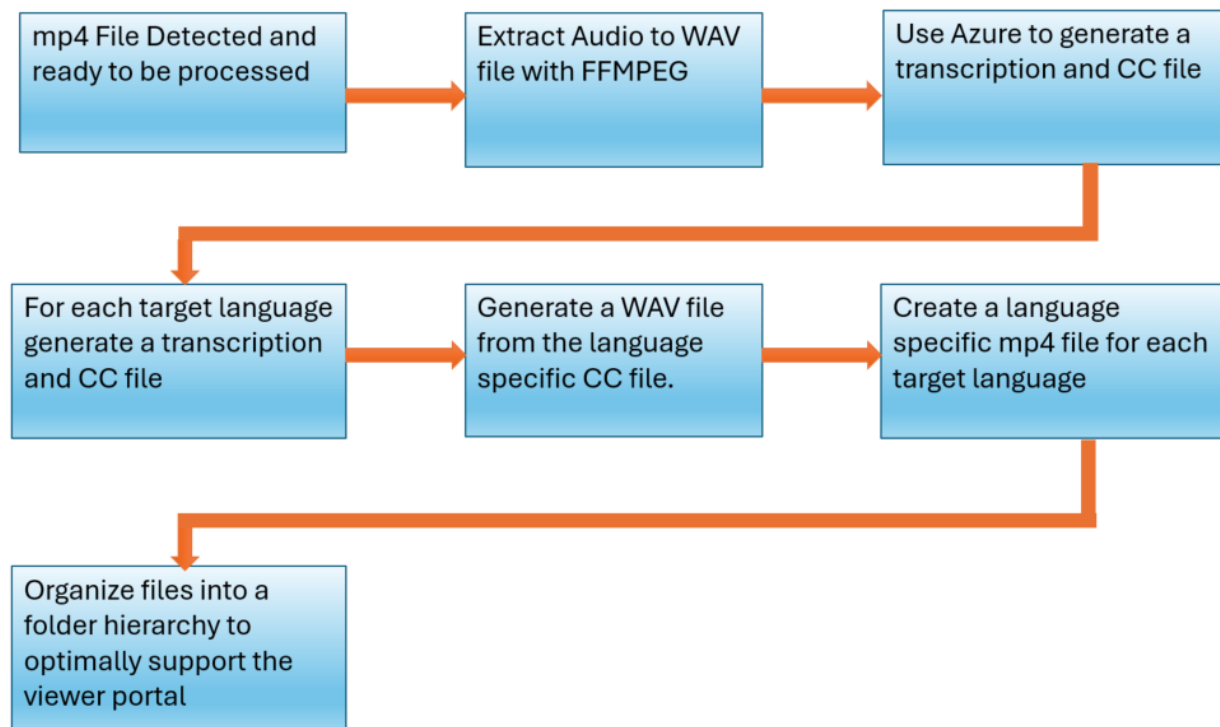 mp4 File Detected and
ready to be processed
Extract Audio to WAV
file with FFMPEG
Use Azure to generate a
transcription and CC file
For each target language
generate a transcription
and CC file
Generate a WAV file
from the language
specific CC file.
Create a language
specific mp4 file for each
target language
Organize files into a
folder hierarchy to
optimally support the
viewer portal